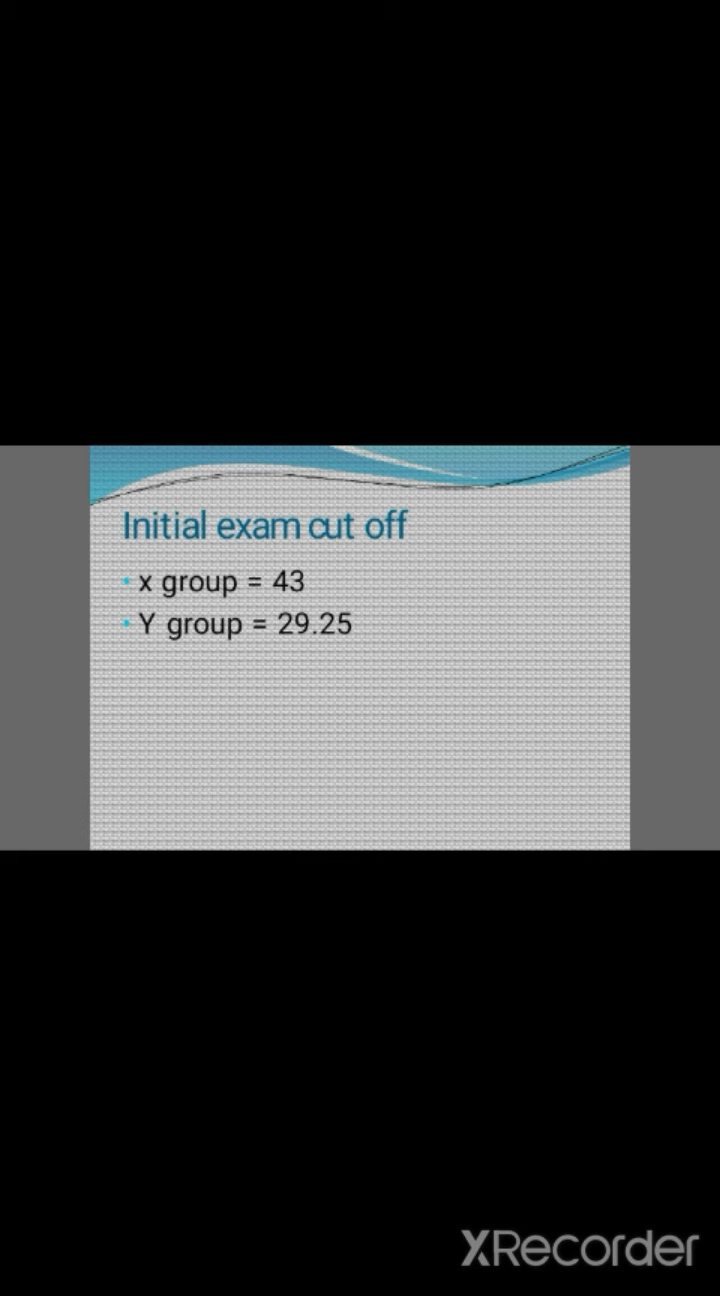 Initial exam cut off
• x group = 43
• Y group = 29.25
XRecorder